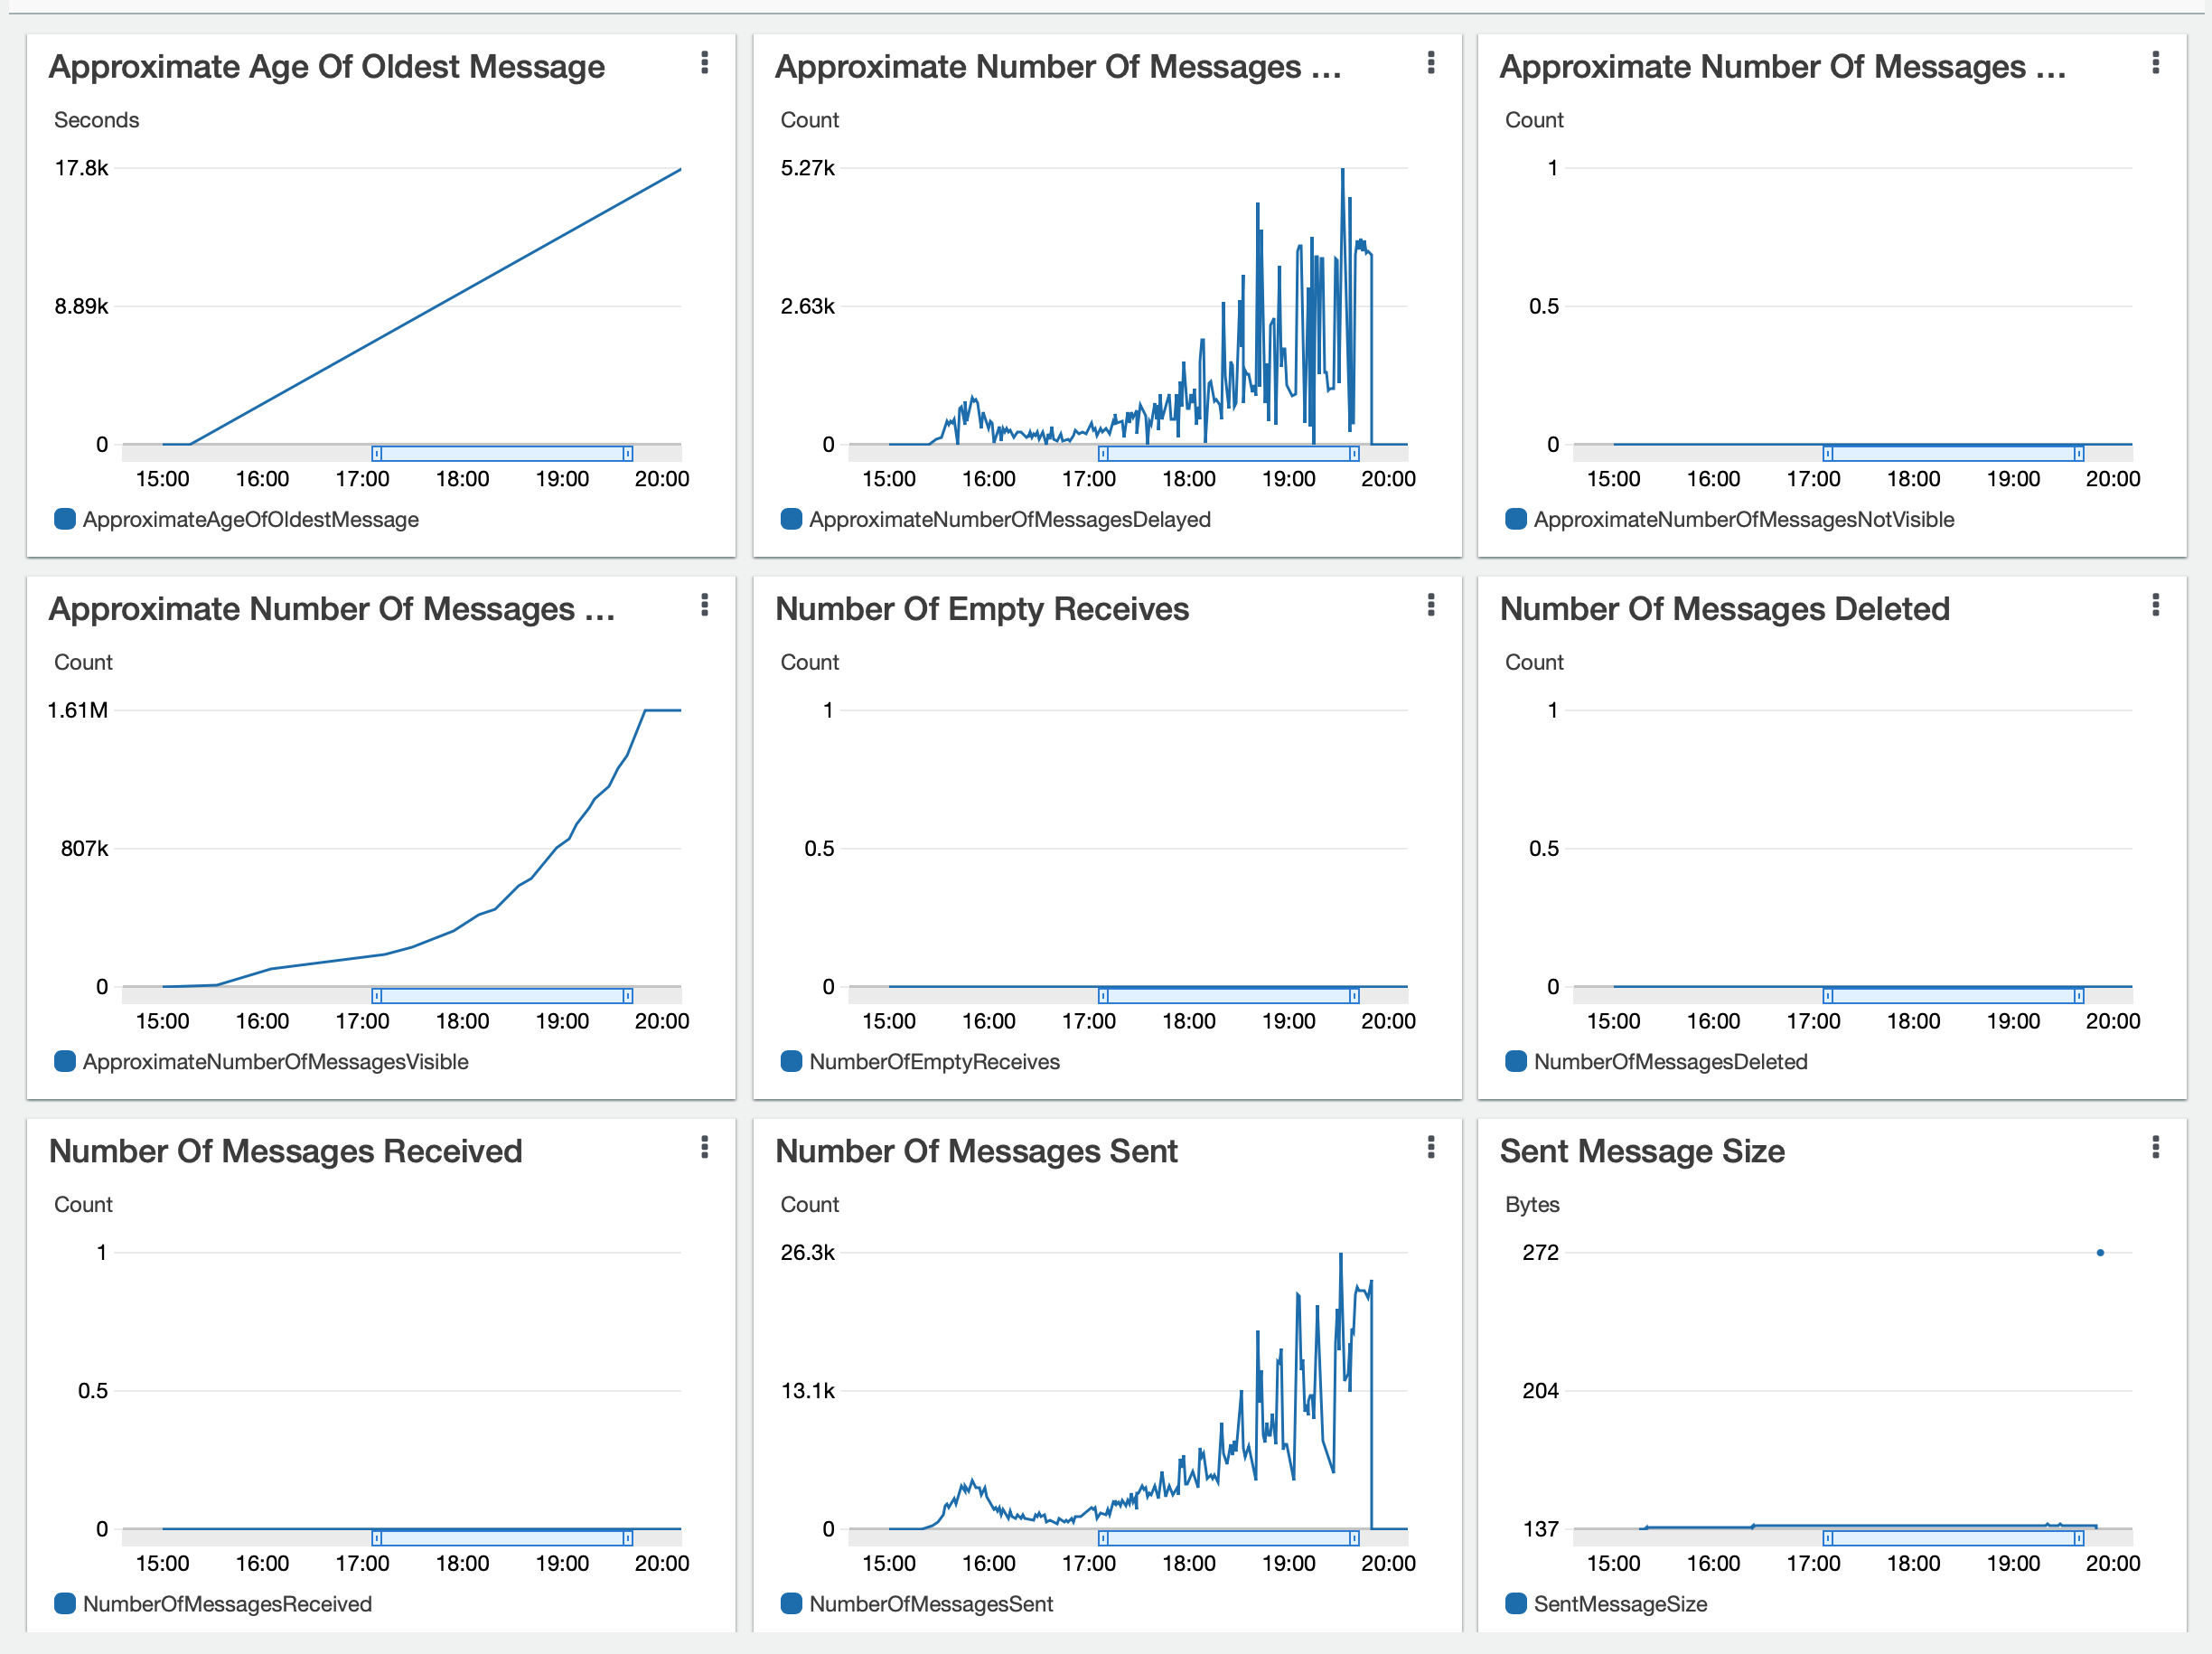 Approximate Age Of Oldest Message
Seconds
17.8k
8.89k
0
15:00 16:00 17:00 18:00 19:00 20:00
ApproximateAgeOfOldestMessage
Approximate Number Of Messages ...
Count
5.27k
2.63k
0
15:00 16:00 17:00 18:00 19:00 20:00
ApproximateNumberOfMessagesDelayed
Approximate Number Of Messages ...
Count
1
0.5
0
15:00 16:00 17:00 18:00 19:00 20:00
ApproximateNumberOfMessagesNotVisible
Approximate Number Of Messages ...
Count
1.61M
807k
0
15:00 16:00 17:00 18:00 19:00 20:00
ApproximateNumberOfMessagesVisible
Number Of Empty Receives
Count
1
0.5
0
15:00 16:00 17:00 18:00 19:00 20:00
NumberOfEmptyReceives
Number Of Messages Deleted
Count
1
0.5
0
15:00 16:00 17:00 18:00 19:00 20:00
NumberOfMessagesDeleted
Number Of Messages Received
Count
1
0.5
0
15:00 16:00 17:00 18:00 19:00 20:00
NumberOfMessagesReceived
Number Of Messages Sent
Count
26.3k
13.1k
0
15:00 16:00 17:00 18:00 19:00 20:00
NumberOfMessagesSent
Sent Message Size
Bytes
272
204
137
15:00 16:00 17:00 18:00 19:00 20:00
SentMessageSize